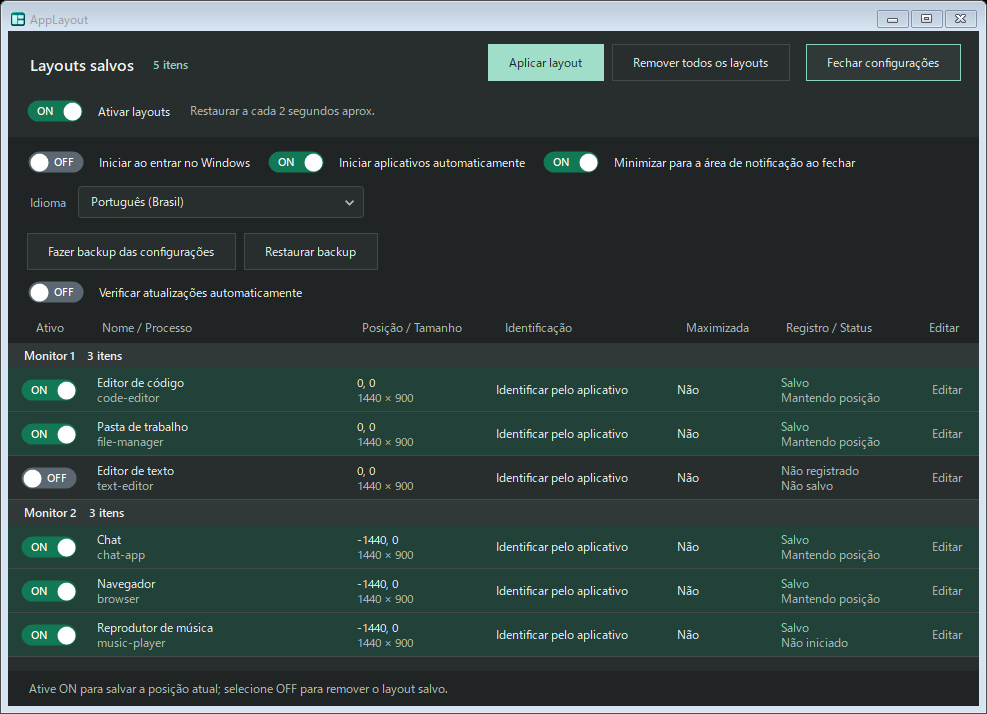 AppLayout
Layouts salvos 5 itens Aplicar layout Remover todos os layouts Fechar configurações
ON Ativar layouts Restaurar a cada 2 segundos aprox.
OFF Iniciar ao entrar no Windows ON Iniciar aplicativos automaticamente ON Minimizar para a área de notificação ao fechar
Idioma Português (Brasil)
Fazer backup das configurações Restaurar backup
OFF Verificar atualizações automaticamente
Ativo Nome / Processo Posição / Tamanho Identificação Maximizada Registro / Status Editar
Monitor 1 3 itens
ON Editor de código 0, 0 Identificar pelo aplicativo Não Salvo Editar
code-editor 1440 × 900 Mantendo posição
ON Pasta de trabalho 0, 0 Identificar pelo aplicativo Não Salvo Editar
file-manager 1440 × 900 Mantendo posição
OFF Editor de texto 0, 0 Identificar pelo aplicativo Não Não registrado Editar
text-editor 1440 × 900 Não salvo
Monitor 2 3 itens
ON Chat -1440, 0 Identificar pelo aplicativo Não Salvo Editar
chat-app 1440 × 900 Mantendo posição
ON Navegador -1440, 0 Identificar pelo aplicativo Não Salvo Editar
browser 1440 × 900 Mantendo posição
ON Reprodutor de música -1440, 0 Identificar pelo aplicativo Não Salvo Editar
music-player 1440 × 900 Não iniciado
Ative ON para salvar a posição atual; selecione OFF para remover o layout salvo.